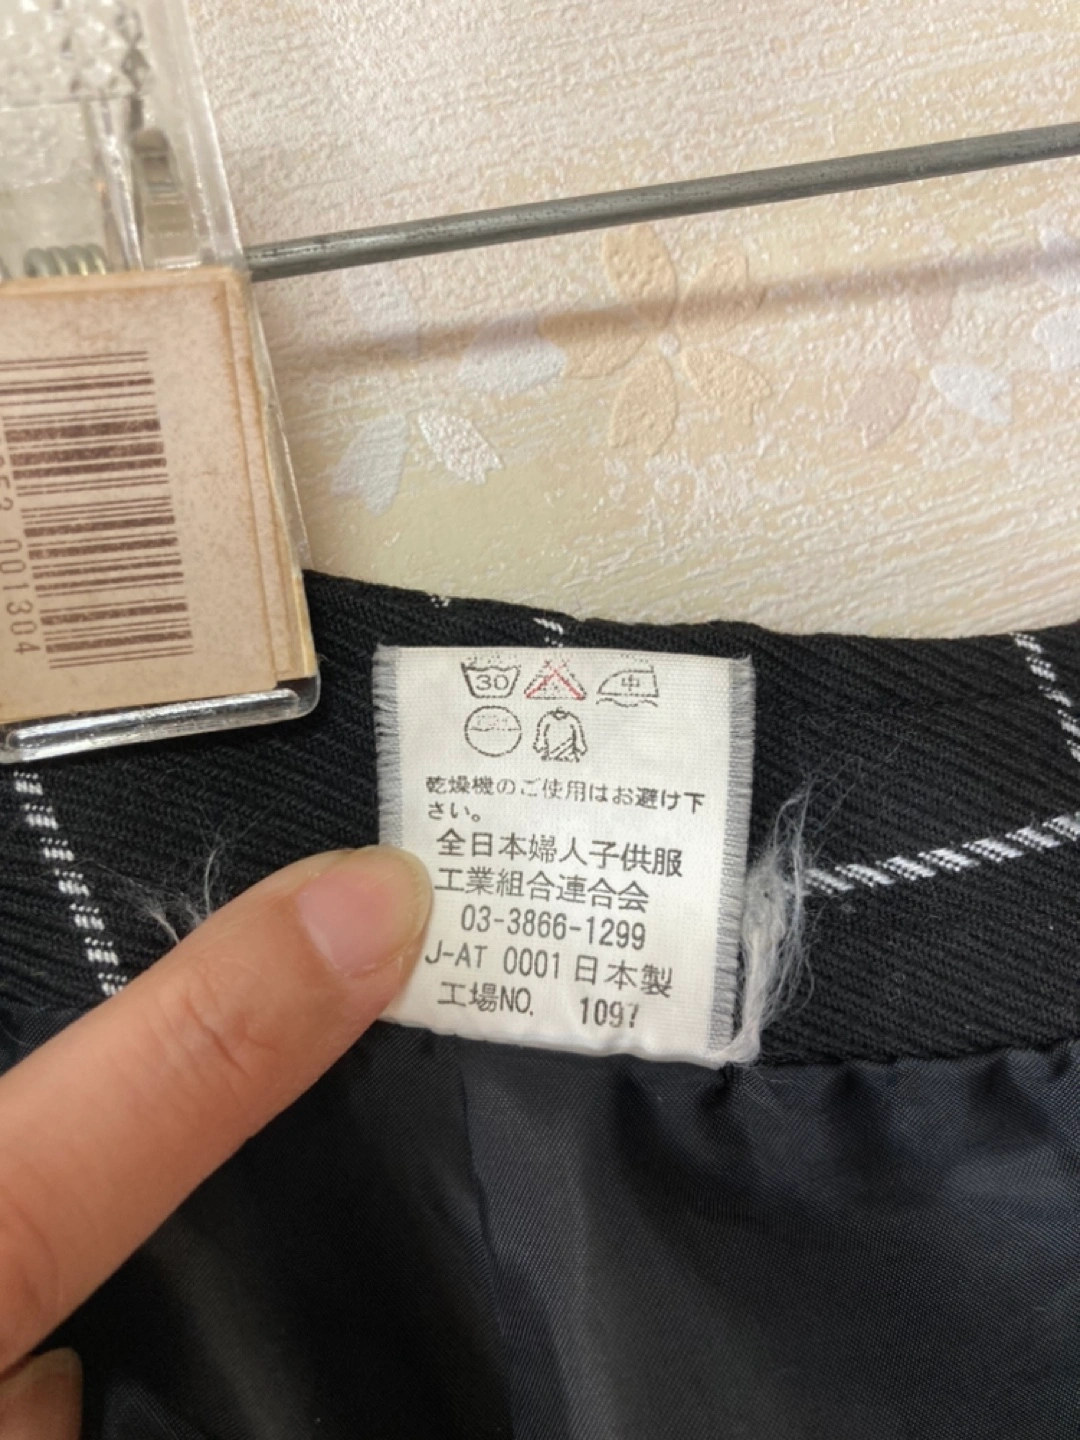 001304
30
中
乾燥機のご使用はお避け下
さい。
全日本婦人子供服
工業組合連合会
03-3866-1299
J-AT 0001 日本製
工場NO. 1097